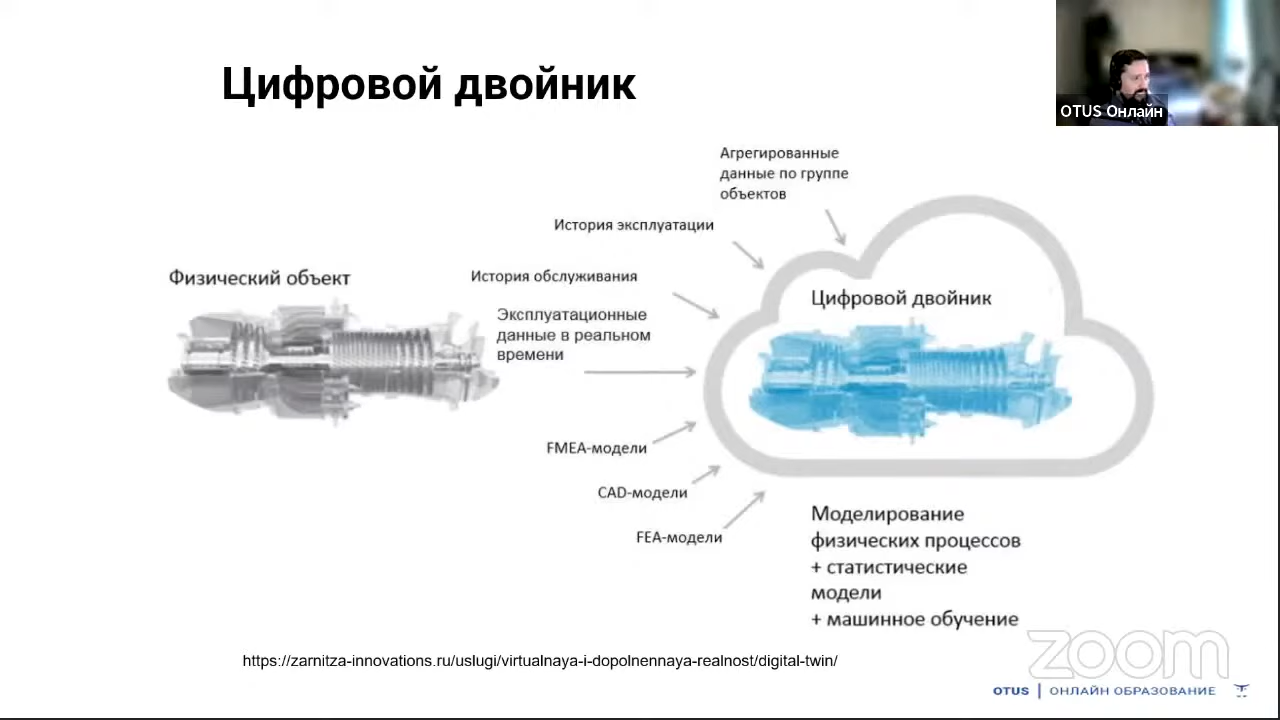 Цифровой двойник
OTUS Онлайн
Агрегированные
данные по группе
объектов
История эксплуатации
Физический объект
История обслуживания
Цифровой двойник
Эксплуатационные
данные в реальном
времени
FMEA-модели
CAD-модели
FEA-модели
Моделирование
физических процессов
+ статистические
модели
+ машинное обучение
https://zarnitza-innovations.ru/uslugi/virtualnaya-i-dopolnennaya-realnost/digital-twin/
zoom
OTUS | ОНЛАЙН ОБРАЗОВАНИЕ